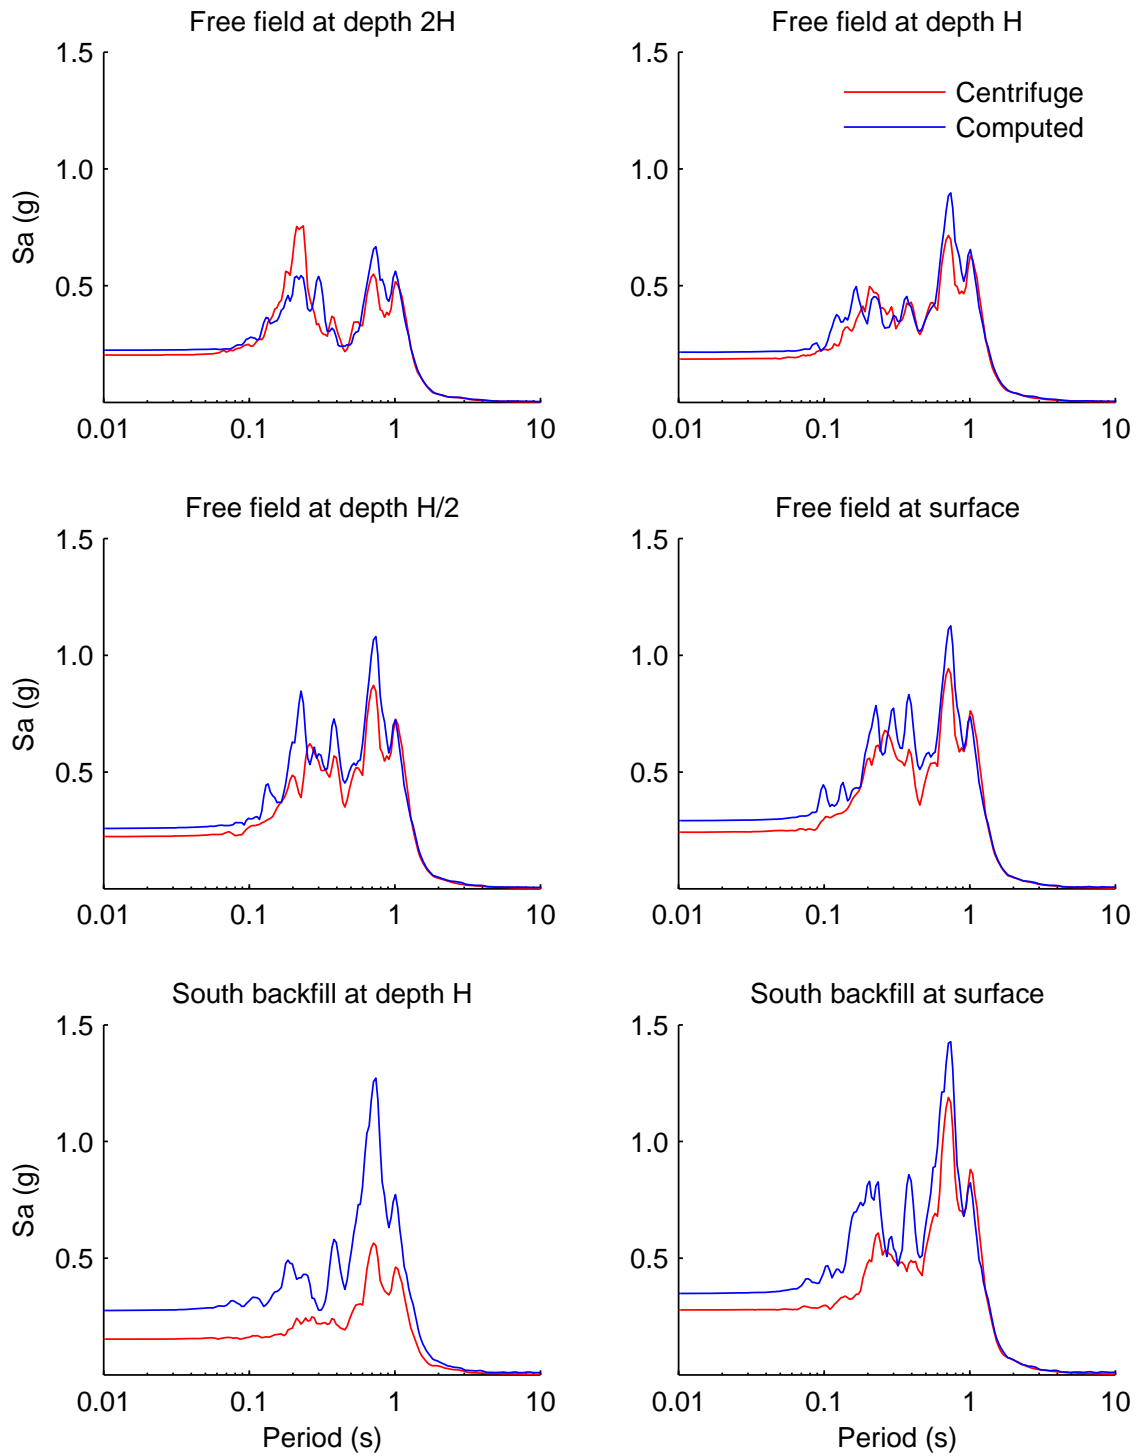 Free field at depth 2H
Free field at depth H
1.5
1.0
0.5
Sa (g)
0.01 0.1 1 10
1.5
1.0
0.5
Centrifuge
Computed
0.01 0.1 1 10
Free field at depth H/2
Free field at surface
1.5
1.0
0.5
Sa (g)
0.01 0.1 1 10
1.5
1.0
0.5
0.01 0.1 1 10
South backfill at depth H
South backfill at surface
1.5
1.0
0.5
Sa (g)
0.01 0.1 1 10
Period (s)
1.5
1.0
0.5
0.01 0.1 1 10
Period (s)